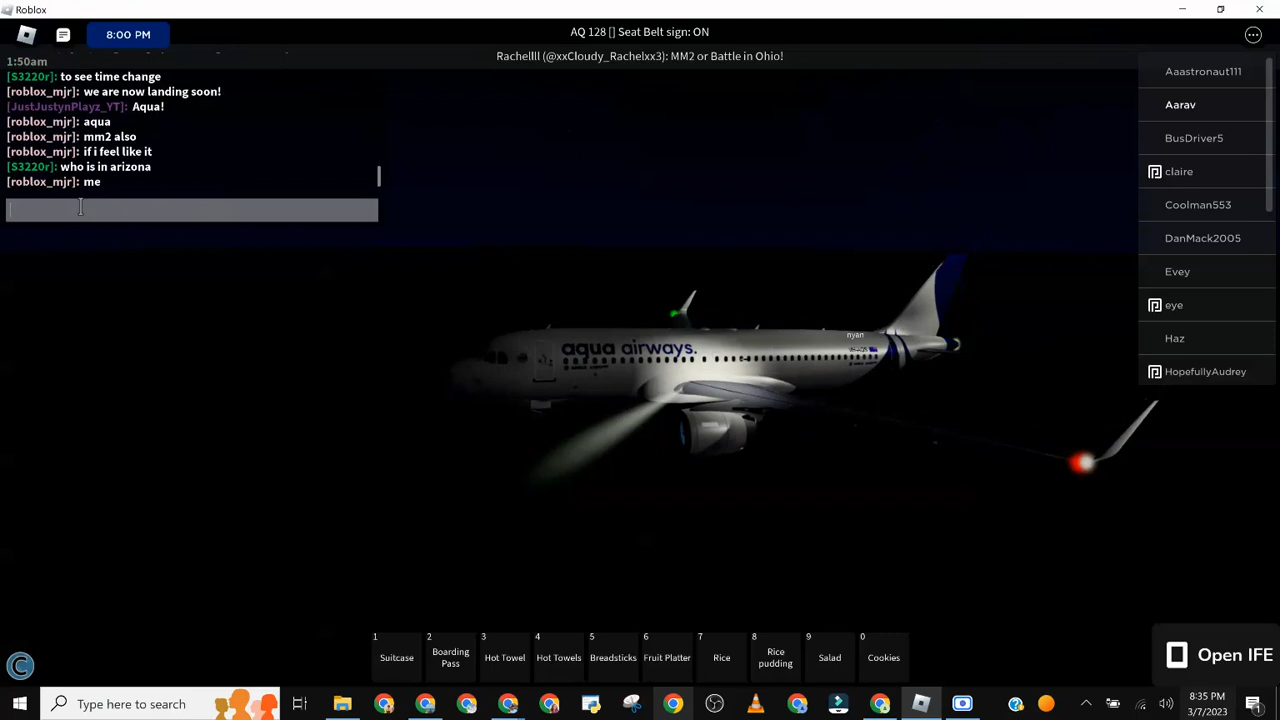 Roblox
8:00 PM
AQ 128 [] Seat Belt sign: ON
Rachellll (@xxCloudy_Rachelxx3): MM2 or Battle in Ohio!
1:50am
[S3220r]: to see time change
[roblox_mjr]: we are now landing soon!
[JustJustynPlayz_YT]: Aqua!
[roblox_mjr]: aqua
[roblox_mjr]: mm2 also
[roblox_mjr]: if i feel like it
[S3220r]: who is in arizona
[roblox_mjr]: me
Aaastronaut111
Aarav
BusDriver5
claire
Coolman553
DanMack2005
Evey
eye
Haz
HopefullyAudrey
nyan
aqua airways.
1 Suitcase
2 Boarding Pass
3 Hot Towel
4 Hot Towels
5 Breadsticks
6 Fruit Platter
7 Rice
8 Rice pudding
9 Salad
0 Cookies
Open IFE
Type here to search
8:35 PM
3/7/2023